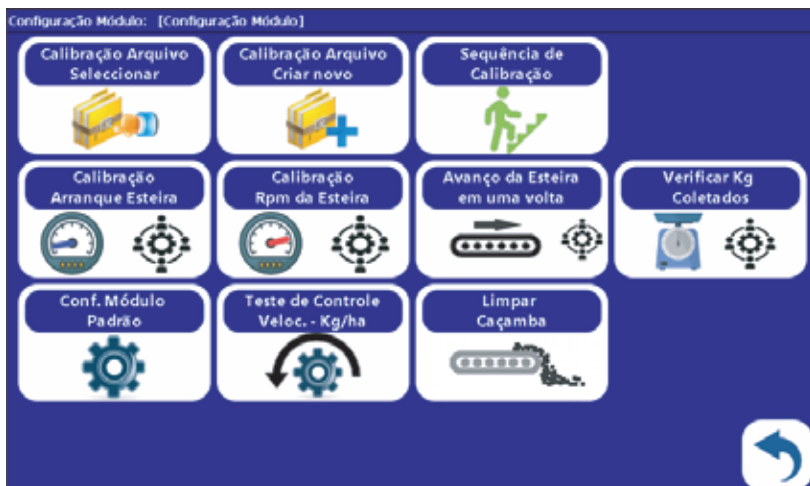 Configuração Módulo: [Configuração Módulo]
Calibração Arquivo
Seleccionar
Calibração Arquivo
Criar novo
Sequência de
Calibração
Calibração
Arranque Esteira
Calibração
Rpm da Esteira
Avanço da Esteira
em uma volta
Verificar Kg
Coletados
Conf. Módulo
Padrão
Teste de Controle
Veloc. - Kg/ha
Limpar
Caçamba